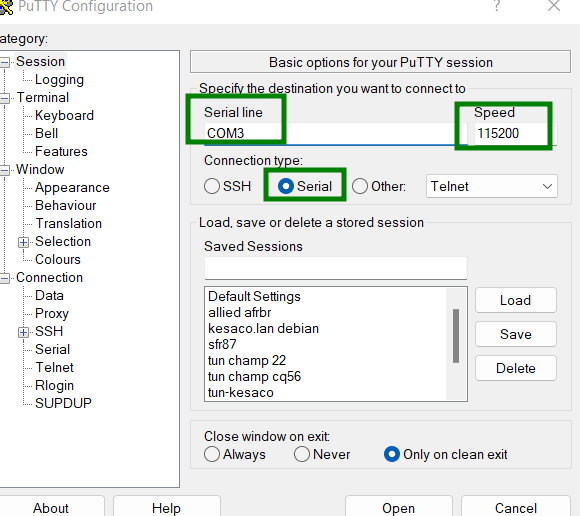 PuTTY Configuration
?
ategory:
Session
Logging
Terminal
Keyboard
Bell
Features
Window
Appearance
Behaviour
Translation
Selection
Colours
Connection
Data
Proxy
SSH
Serial
Telnet
Rlogin
SUPDUP
Basic options for your PuTTY session
Specify the destination you want to connect to
Serial line Speed
COM3 115200
Connection type:
SSH Serial Other: Telnet
Load, save or delete a stored session
Saved Sessions
Default Settings
allied afrbr
kesaco.lan debian
sfr87
tun champ 22
tun champ cq56
tun-kesaco
Load
Save
Delete
Close window on exit:
Always Never Only on clean exit
About Help Open Cancel